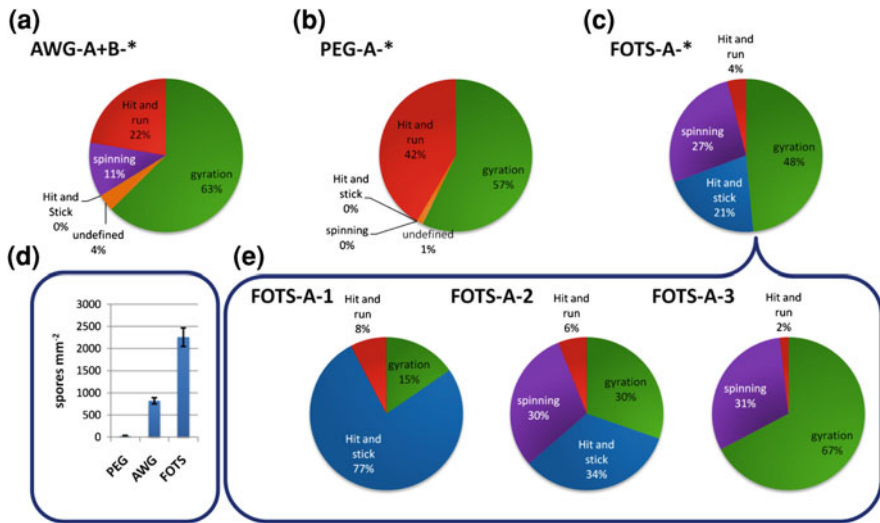 (a)
AWG-A+B-*
Hit and
run
22%
spinning
11%
Hit and
Stick
0%
undefined
4%
gyration
63%
(b)
PEG-A-*
Hit and
run
42%
Hit and
stick
0%
spinning
0%
undefined
1%
gyration
57%
(c)
FOTS-A-*
Hit and
run
4%
spinning
27%
gyration
48%
Hit and
stick
21%
(d)
spores mm⁻²
3000
2500
2000
1500
1000
500
0
PEG
AWG
FOTS
(e)
FOTS-A-1
Hit and
run
8%
gyration
15%
Hit and
stick
77%
FOTS-A-2
Hit and
run
6%
spinning
30%
gyration
30%
Hit and
stick
34%
FOTS-A-3
Hit and
run
2%
spinning
31%
gyration
67%